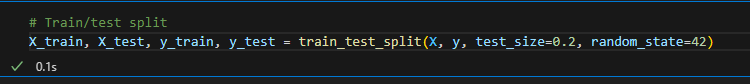 # Train/test split
X_train, X_test, y_train, y_test = train_test_split(X, y, test_size=0.2, random_state=42)
0.1s